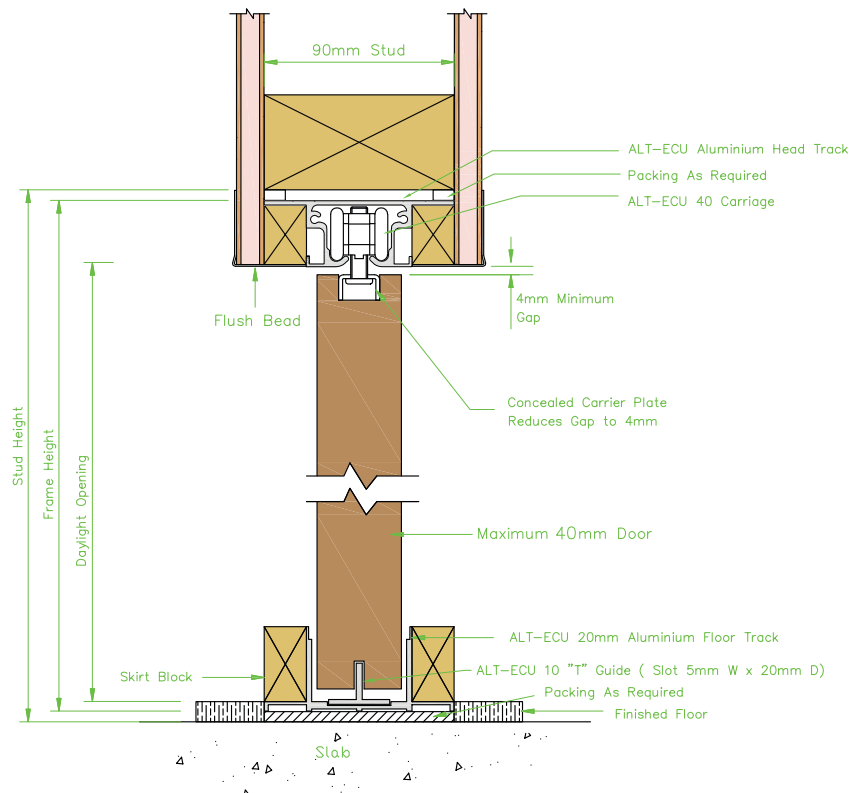 90mm Stud
ALT-ECU Aluminium Head Track
Packing As Required
ALT-ECU 40 Carriage
4mm Minimum
Gap
Flush Bead
Concealed Carrier Plate
Reduces Gap to 4mm
Stud Height
Frame Height
Daylight Opening
Maximum 40mm Door
ALT-ECU 20mm Aluminium Floor Track
Skirt Block
ALT-ECU 10 "T" Guide ( Slot 5mm W x 20mm D)
Packing As Required
Finished Floor
Slab